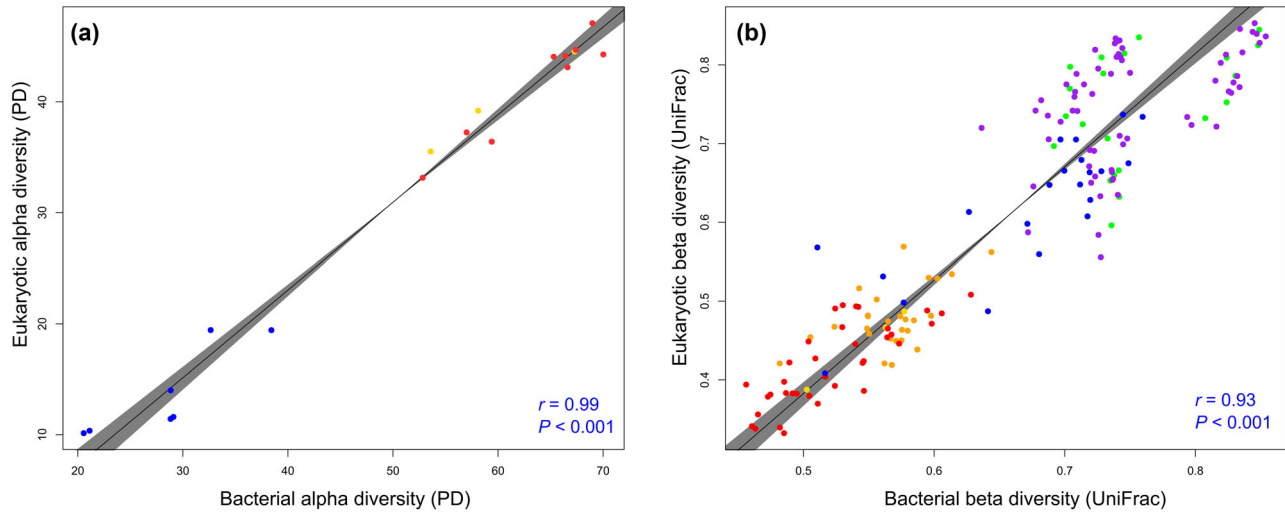 (a)
Eukaryotic alpha diversity (PD)
40
30
20
10
20 30 40 50 60 70
Bacterial alpha diversity (PD)
r = 0.99
P < 0.001
(b)
Eukaryotic beta diversity (UniFrac)
0.8
0.7
0.6
0.5
0.4
0.5 0.6 0.7 0.8
Bacterial beta diversity (UniFrac)
r = 0.93
P < 0.001